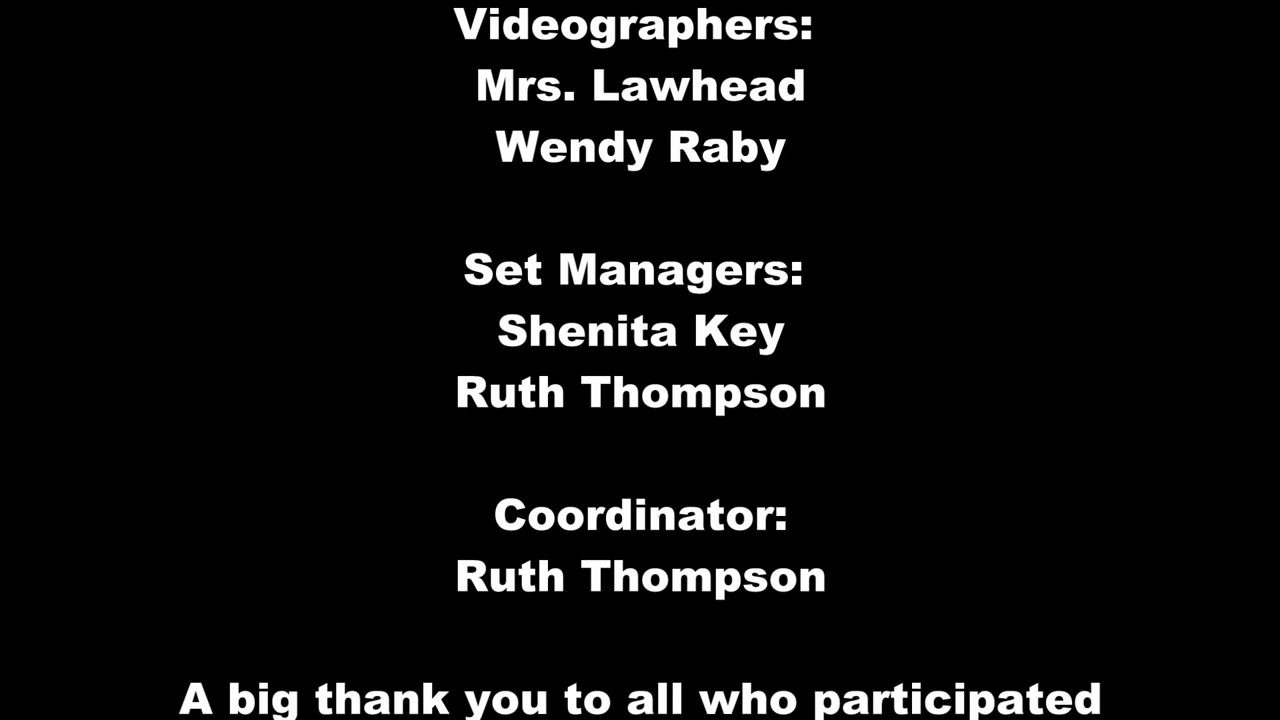 Videographers:
Mrs. Lawhead
Wendy Raby
Set Managers:
Shenita Key
Ruth Thompson
Coordinator:
Ruth Thompson
A big thank you to all who participated